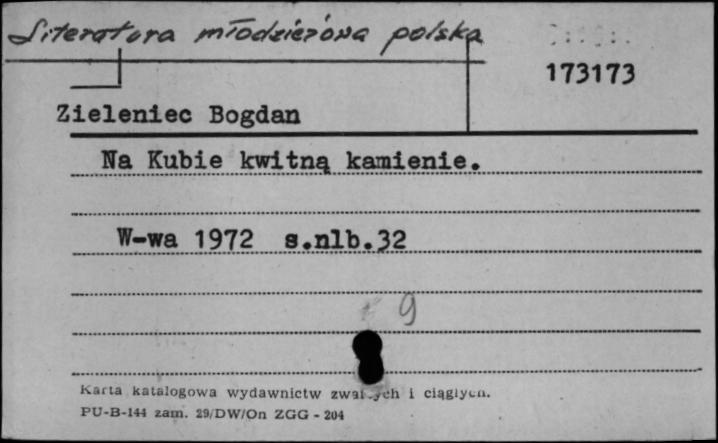 Literatura młodzieżowa polska
173173
Zieleniec Bogdan
Na Kubie kwitną kamienie.
W-wa 1972 s.nlb.32
9
Karta katalogowa wydawnictw zwartych i ciągłych.
PU-B-144 zam. 29/DW/On ZGG - 204